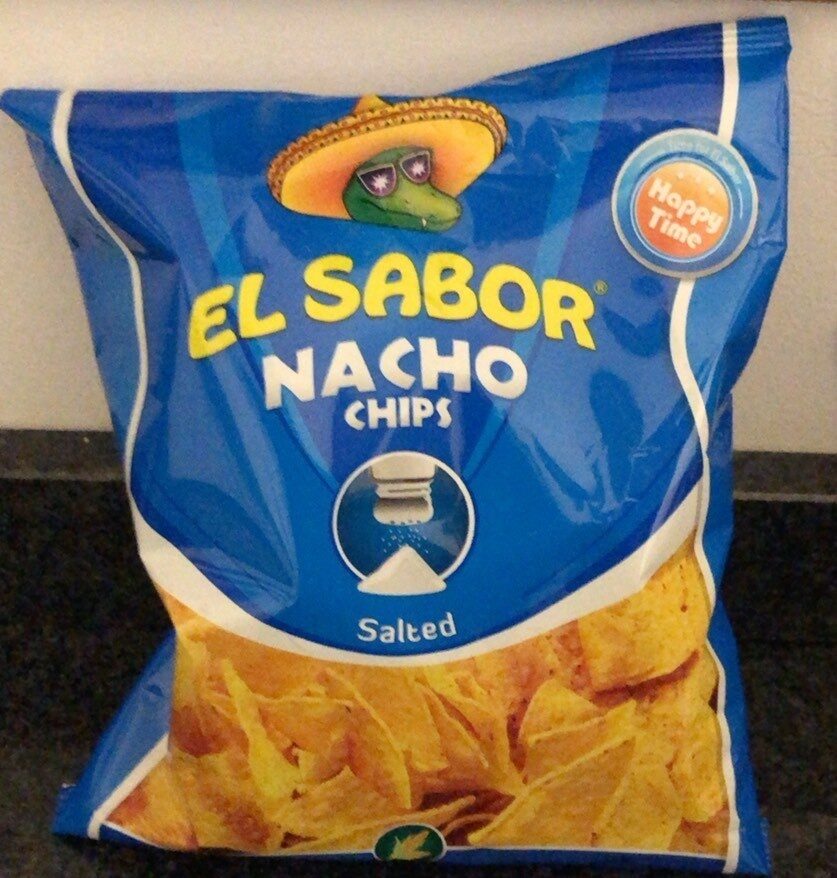 Happy
Time
EL SABOR®
NACHO
CHIPS
Salted